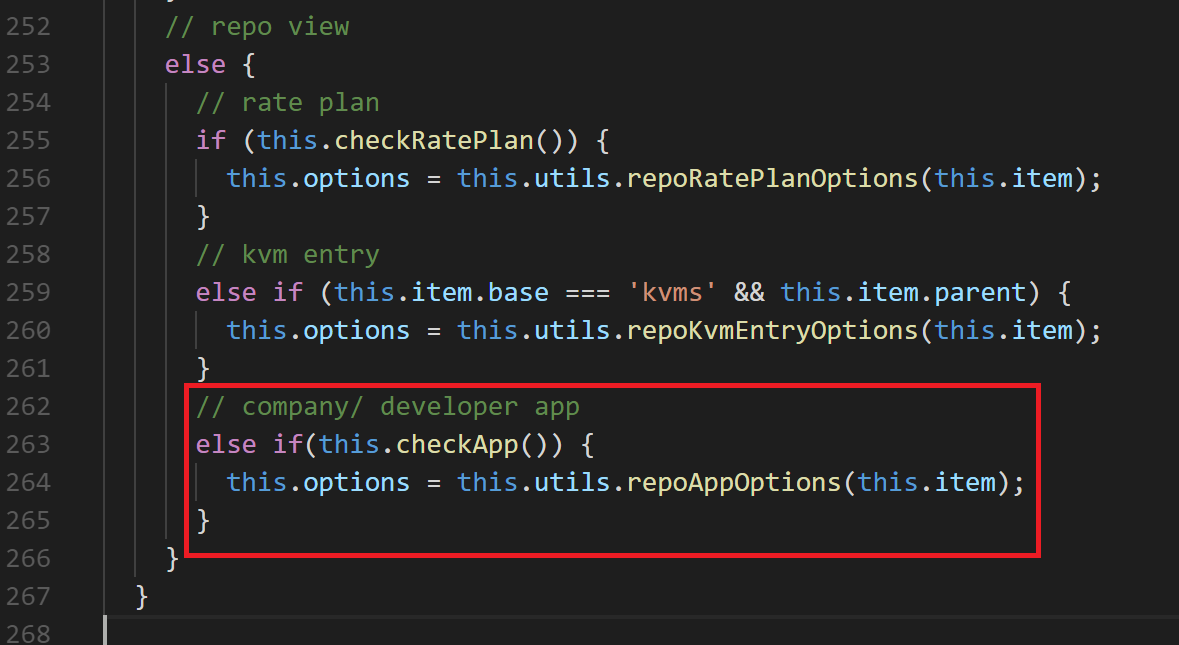 252 // repo view
253 else {
254 // rate plan
255 if (this.checkRatePlan()) {
256 this.options = this.utils.repoRatePlanOptions(this.item);
257 }
258 // kvm entry
259 else if (this.item.base === 'kvms' && this.item.parent) {
260 this.options = this.utils.repoKvmEntryOptions(this.item);
261 }
262 // company/ developer app
263 else if(this.checkApp()) {
264 this.options = this.utils.repoAppOptions(this.item);
265 }
266 }
267 }
268